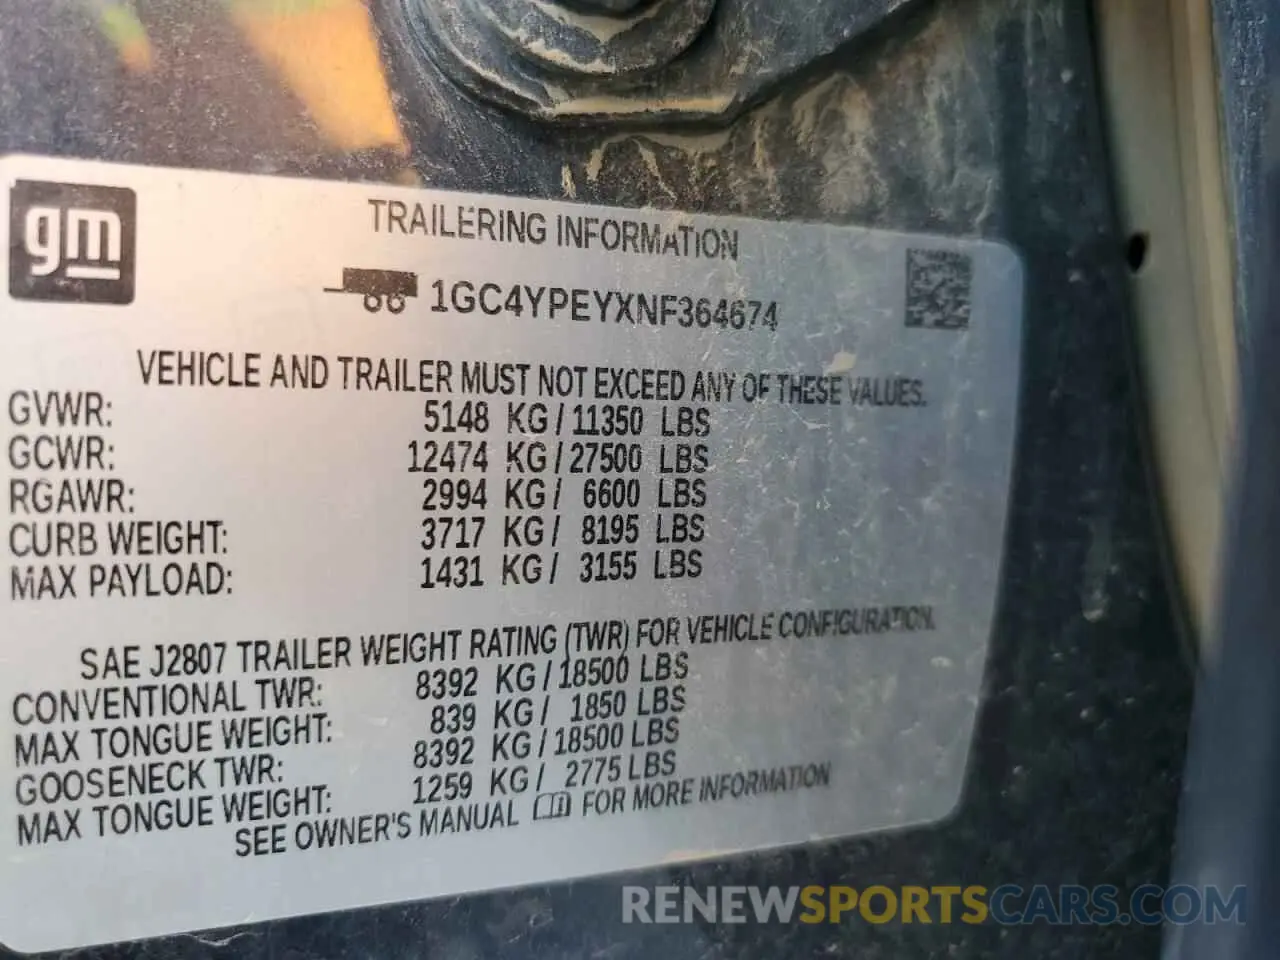 gm
TRAILERING INFORMATION
1GC4YPEYXNF364674
VEHICLE AND TRAILER MUST NOT EXCEED ANY OF THESE VALUES.
GVWR: 5148 KG / 11350 LBS
GCWR: 12474 KG / 27500 LBS
RGAWR: 2994 KG / 6600 LBS
CURB WEIGHT: 3717 KG / 8195 LBS
MAX PAYLOAD: 1431 KG / 3155 LBS
SAE J2807 TRAILER WEIGHT RATING (TWR) FOR VEHICLE CONFIGURATION.
CONVENTIONAL TWR: 8392 KG / 18500 LBS
MAX TONGUE WEIGHT: 839 KG / 1850 LBS
GOOSENECK TWR: 8392 KG / 18500 LBS
MAX TONGUE WEIGHT: 1259 KG / 2775 LBS
SEE OWNER'S MANUAL FOR MORE INFORMATION
RENEWSPORTSCARS.COM